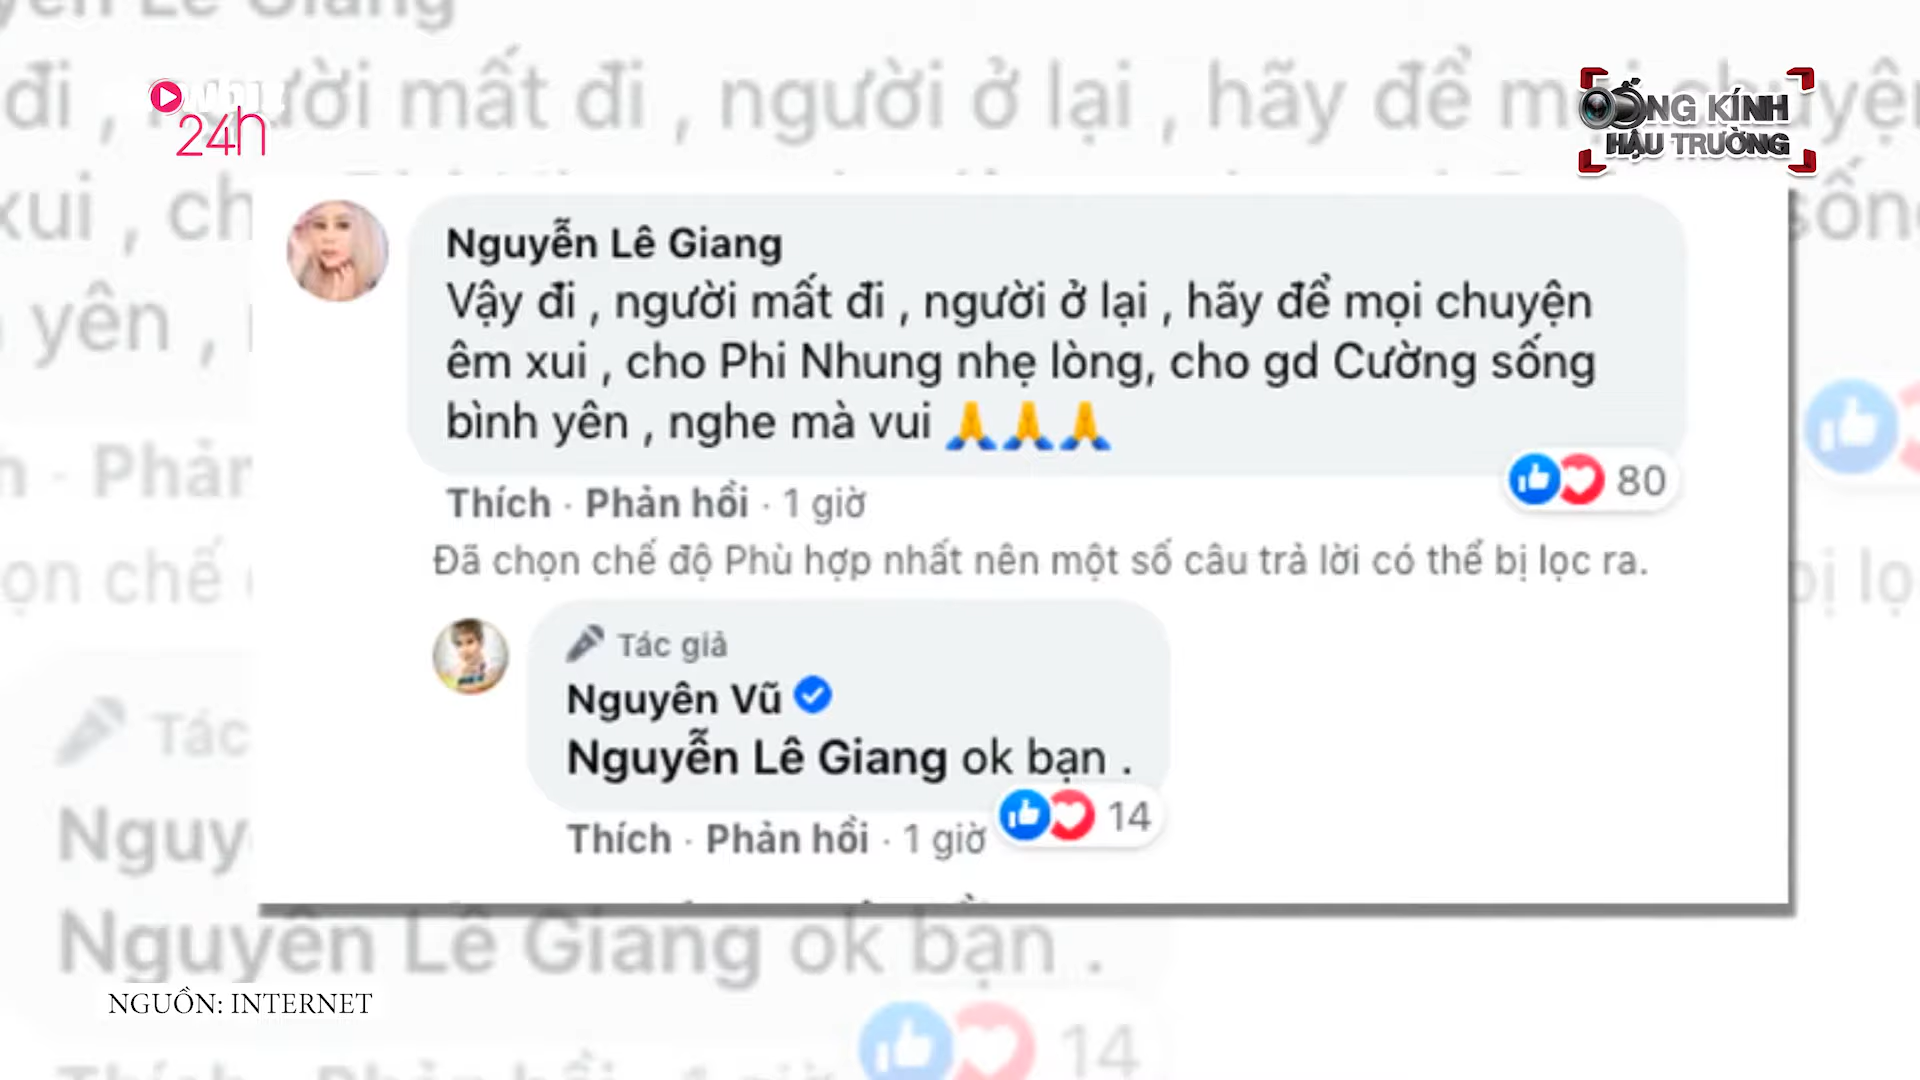 24h
ỐNG KÍNH
HẬU TRƯỜNG
Nguyễn Lê Giang
Vậy đi , người mất đi , người ở lại , hãy để mọi chuyện
êm xui , cho Phi Nhung nhẹ lòng, cho gd Cường sống
bình yên , nghe mà vui 🙏🙏🙏
Thích · Phản hồi · 1 giờ
80
Đã chọn chế độ Phù hợp nhất nên một số câu trả lời có thể bị lọc ra.
Tác giả
Nguyên Vũ
Nguyễn Lê Giang ok bạn .
Thích · Phản hồi · 1 giờ
14
NGUỒN: INTERNET